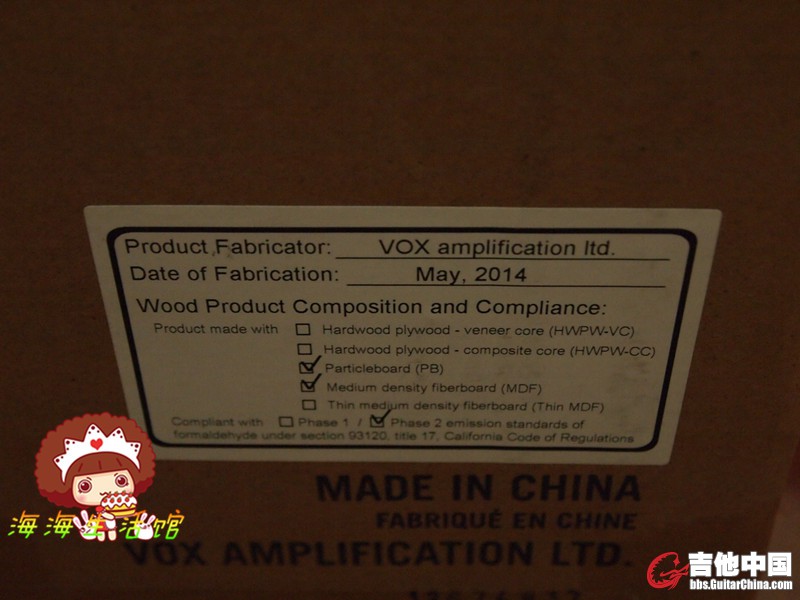 Product Fabricator: VOX amplification ltd.
Date of Fabrication: May, 2014
Wood Product Composition and Compliance:
Product made with Hardwood plywood - veneer core (HWPW-VC)
Hardwood plywood - composite core (HWPW-CC)
Particleboard (PB)
Medium density fiberboard (MDF)
Thin medium density fiberboard (Thin MDF)
Compliant with Phase 1 / Phase 2 emission standards of
formaldehyde under section 93120, title 17, California Code of Regulations
MADE IN CHINA
FABRIQUÉ EN CHINE
VOX AMPLIFICATION LTD.
海海生活馆
吉他中国
bbs.GuitarChina.com